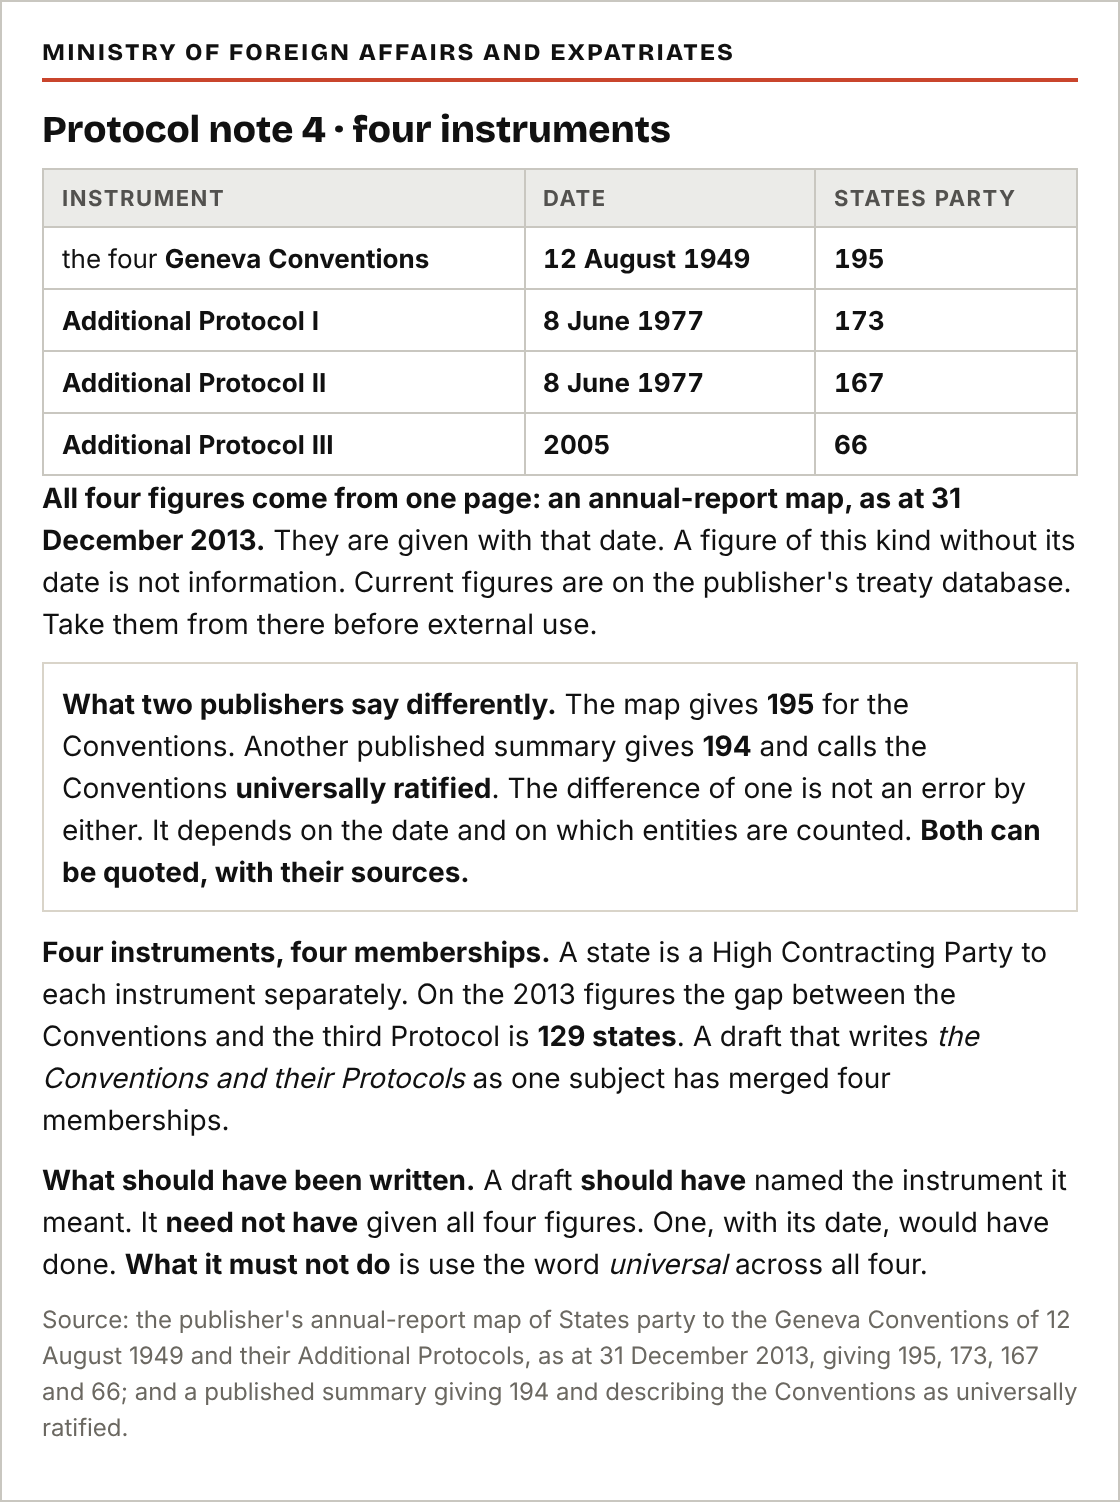 MINISTRY OF FOREIGN AFFAIRS AND EXPATRIATES
Protocol note 4 · four instruments
INSTRUMENT DATE STATES PARTY
the four Geneva Conventions 12 August 1949 195
Additional Protocol I 8 June 1977 173
Additional Protocol II 8 June 1977 167
Additional Protocol III 2005 66
All four figures come from one page: an annual-report map, as at 31
December 2013. They are given with that date. A figure of this kind without its
date is not information. Current figures are on the publisher's treaty database.
Take them from there before external use.
What two publishers say differently. The map gives 195 for the
Conventions. Another published summary gives 194 and calls the
Conventions universally ratified. The difference of one is not an error by
either. It depends on the date and on which entities are counted. Both can
be quoted, with their sources.
Four instruments, four memberships. A state is a High Contracting Party to
each instrument separately. On the 2013 figures the gap between the
Conventions and the third Protocol is 129 states. A draft that writes the
Conventions and their Protocols as one subject has merged four
memberships.
What should have been written. A draft should have named the instrument it
meant. It need not have given all four figures. One, with its date, would have
done. What it must not do is use the word universal across all four.
Source: the publisher's annual-report map of States party to the Geneva Conventions of 12
August 1949 and their Additional Protocols, as at 31 December 2013, giving 195, 173, 167
and 66; and a published summary giving 194 and describing the Conventions as universally
ratified.